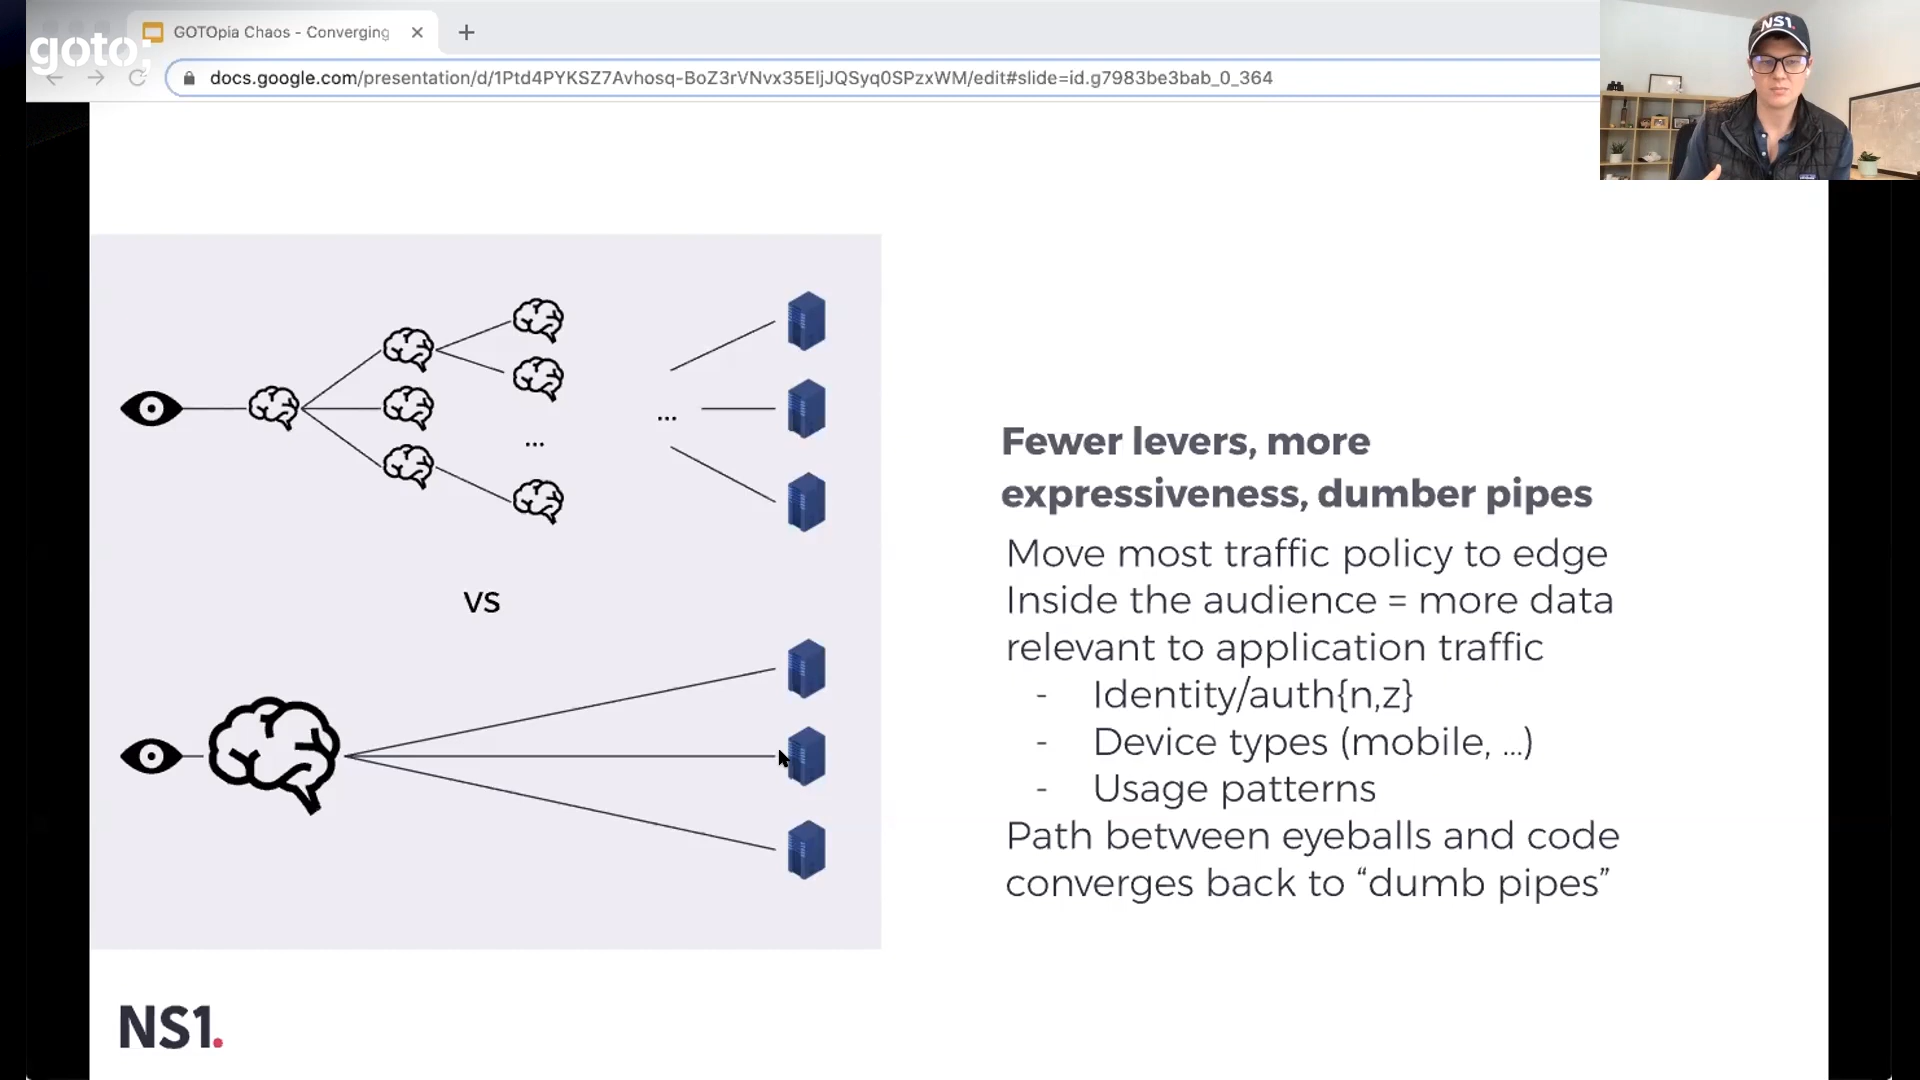 goto;
GOTOpia Chaos - Converging
docs.google.com/presentation/d/1Ptd4PYKSZ7Avhosq-BoZ3rVNvx35EljJQSyq0SPzxWM/edit#slide=id.g7983be3bab_0_364
NS1.
...
...
VS
Fewer levers, more
expressiveness, dumber pipes
Move most traffic policy to edge
Inside the audience = more data
relevant to application traffic
- Identity/auth{n,z}
- Device types (mobile, ...)
- Usage patterns
Path between eyeballs and code
converges back to “dumb pipes”
NS1.